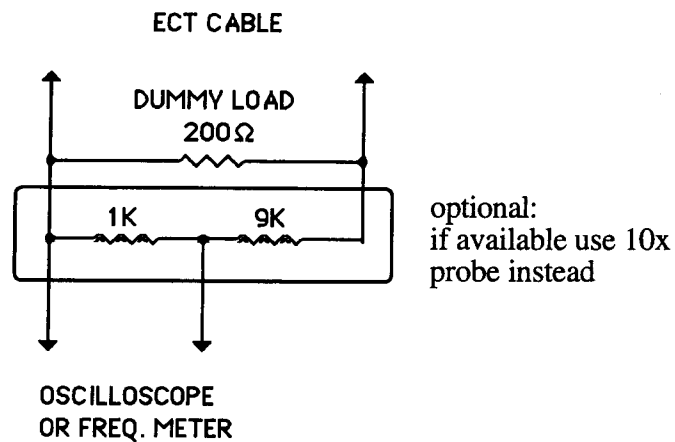 ECT CABLE
DUMMY LOAD
200Ω
1K
9K
optional:
if available use 10x
probe instead
OSCILLOSCOPE
OR FREQ. METER